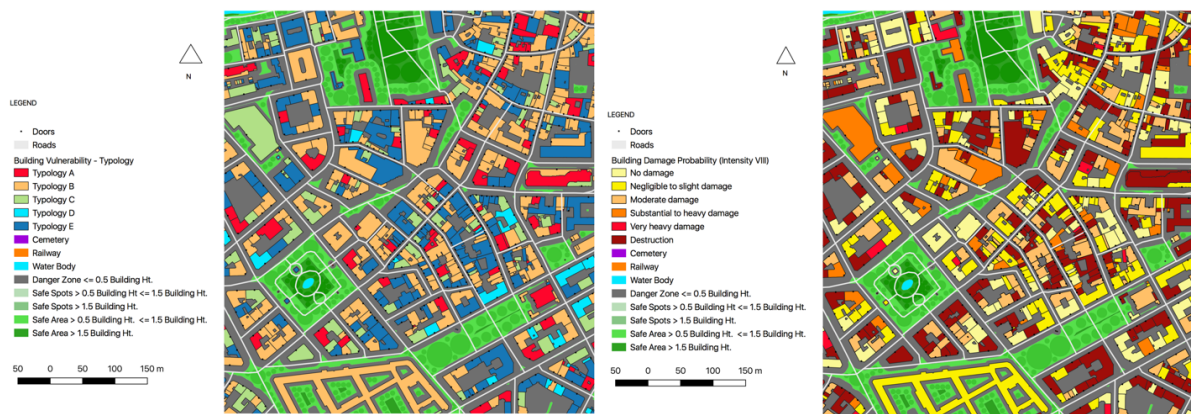 N
LEGEND
Doors
Roads
Building Vulnerability - Typology
Typology A
Typology B
Typology C
Typology D
Typology E
Cemetery
Railway
Water Body
Danger Zone <= 0.5 Building Ht.
Safe Spots > 0.5 Building Ht <= 1.5 Building Ht.
Safe Spots > 1.5 Building Ht.
Safe Area > 0.5 Building Ht. <= 1.5 Building Ht.
Safe Area > 1.5 Building Ht.
50 0 50 100 150 m
N
LEGEND
Doors
Roads
Building Damage Probability (Intensity VIII)
No damage
Negligible to slight damage
Moderate damage
Substantial to heavy damage
Very heavy damage
Destruction
Cemetery
Railway
Water Body
Danger Zone <= 0.5 Building Ht.
Safe Spots > 0.5 Building Ht <= 1.5 Building Ht.
Safe Spots > 1.5 Building Ht.
Safe Area > 0.5 Building Ht. <= 1.5 Building Ht.
Safe Area > 1.5 Building Ht.
50 0 50 100 150 m